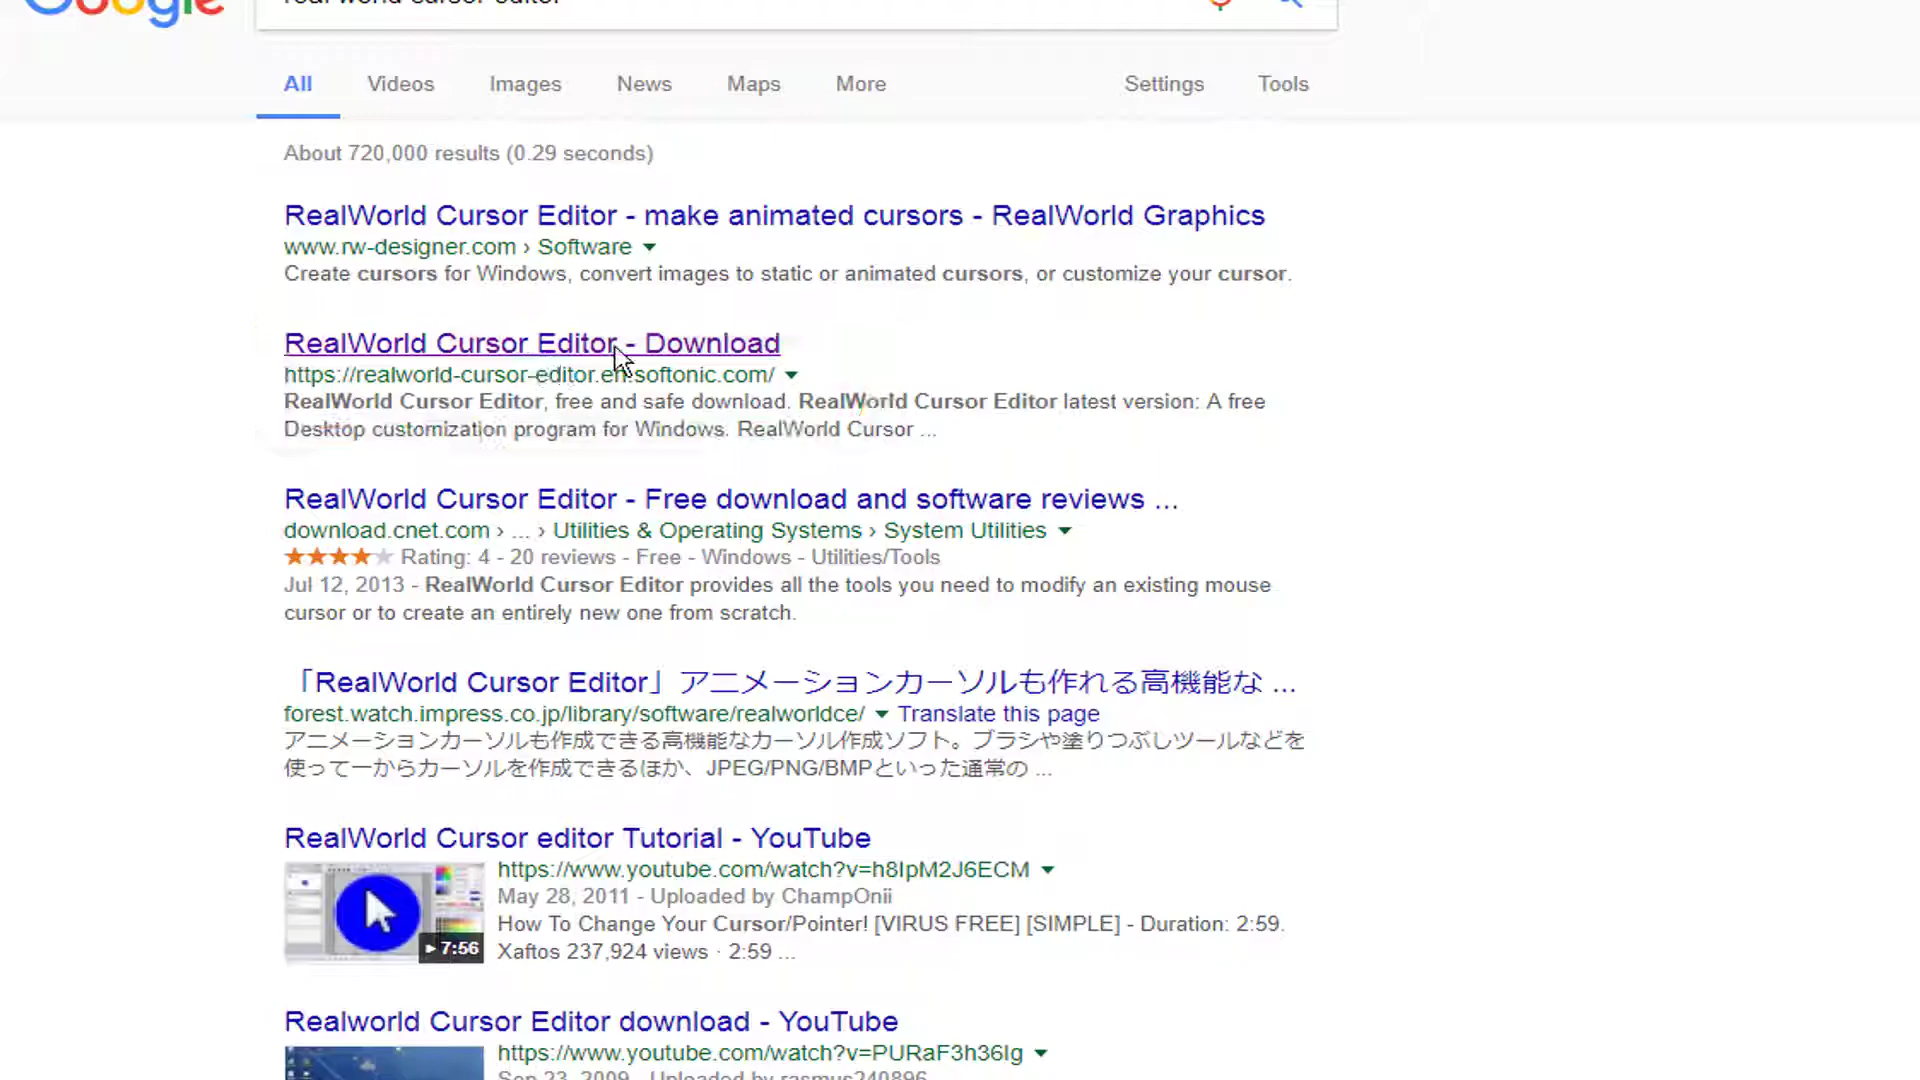 Google
real world cursor editor
All Videos Images News Maps More Settings Tools
About 720,000 results (0.29 seconds)
RealWorld Cursor Editor - make animated cursors - RealWorld Graphics
www.rw-designer.com › Software
Create cursors for Windows, convert images to static or animated cursors, or customize your cursor.
RealWorld Cursor Editor - Download
https://realworld-cursor-editor.en.softonic.com/
RealWorld Cursor Editor, free and safe download. RealWorld Cursor Editor latest version: A free
Desktop customization program for Windows. RealWorld Cursor ...
RealWorld Cursor Editor - Free download and software reviews ...
download.cnet.com › ... › Utilities & Operating Systems › System Utilities
Rating: 4 - 20 reviews - Free - Windows - Utilities/Tools
Jul 12, 2013 - RealWorld Cursor Editor provides all the tools you need to modify an existing mouse
cursor or to create an entirely new one from scratch.
「RealWorld Cursor Editor」アニメーションカーソルも作れる高機能な ...
forest.watch.impress.co.jp/library/software/realworldce/ Translate this page
アニメーションカーソルも作成できる高機能なカーソル作成ソフト。ブラシや塗りつぶしツールなどを
使って一からカーソルを作成できるほか、JPEG/PNG/BMPといった通常の ...
RealWorld Cursor editor Tutorial - YouTube
https://www.youtube.com/watch?v=h8IpM2J6ECM
May 28, 2011 - Uploaded by ChampOnii
How To Change Your Cursor/Pointer! [VIRUS FREE] [SIMPLE] - Duration: 2:59.
7:56
Xaftos 237,924 views · 2:59 ...
Realworld Cursor Editor download - YouTube
https://www.youtube.com/watch?v=PURaF3h36Ig
Sep 23, 2009 - Uploaded by rasmus240896